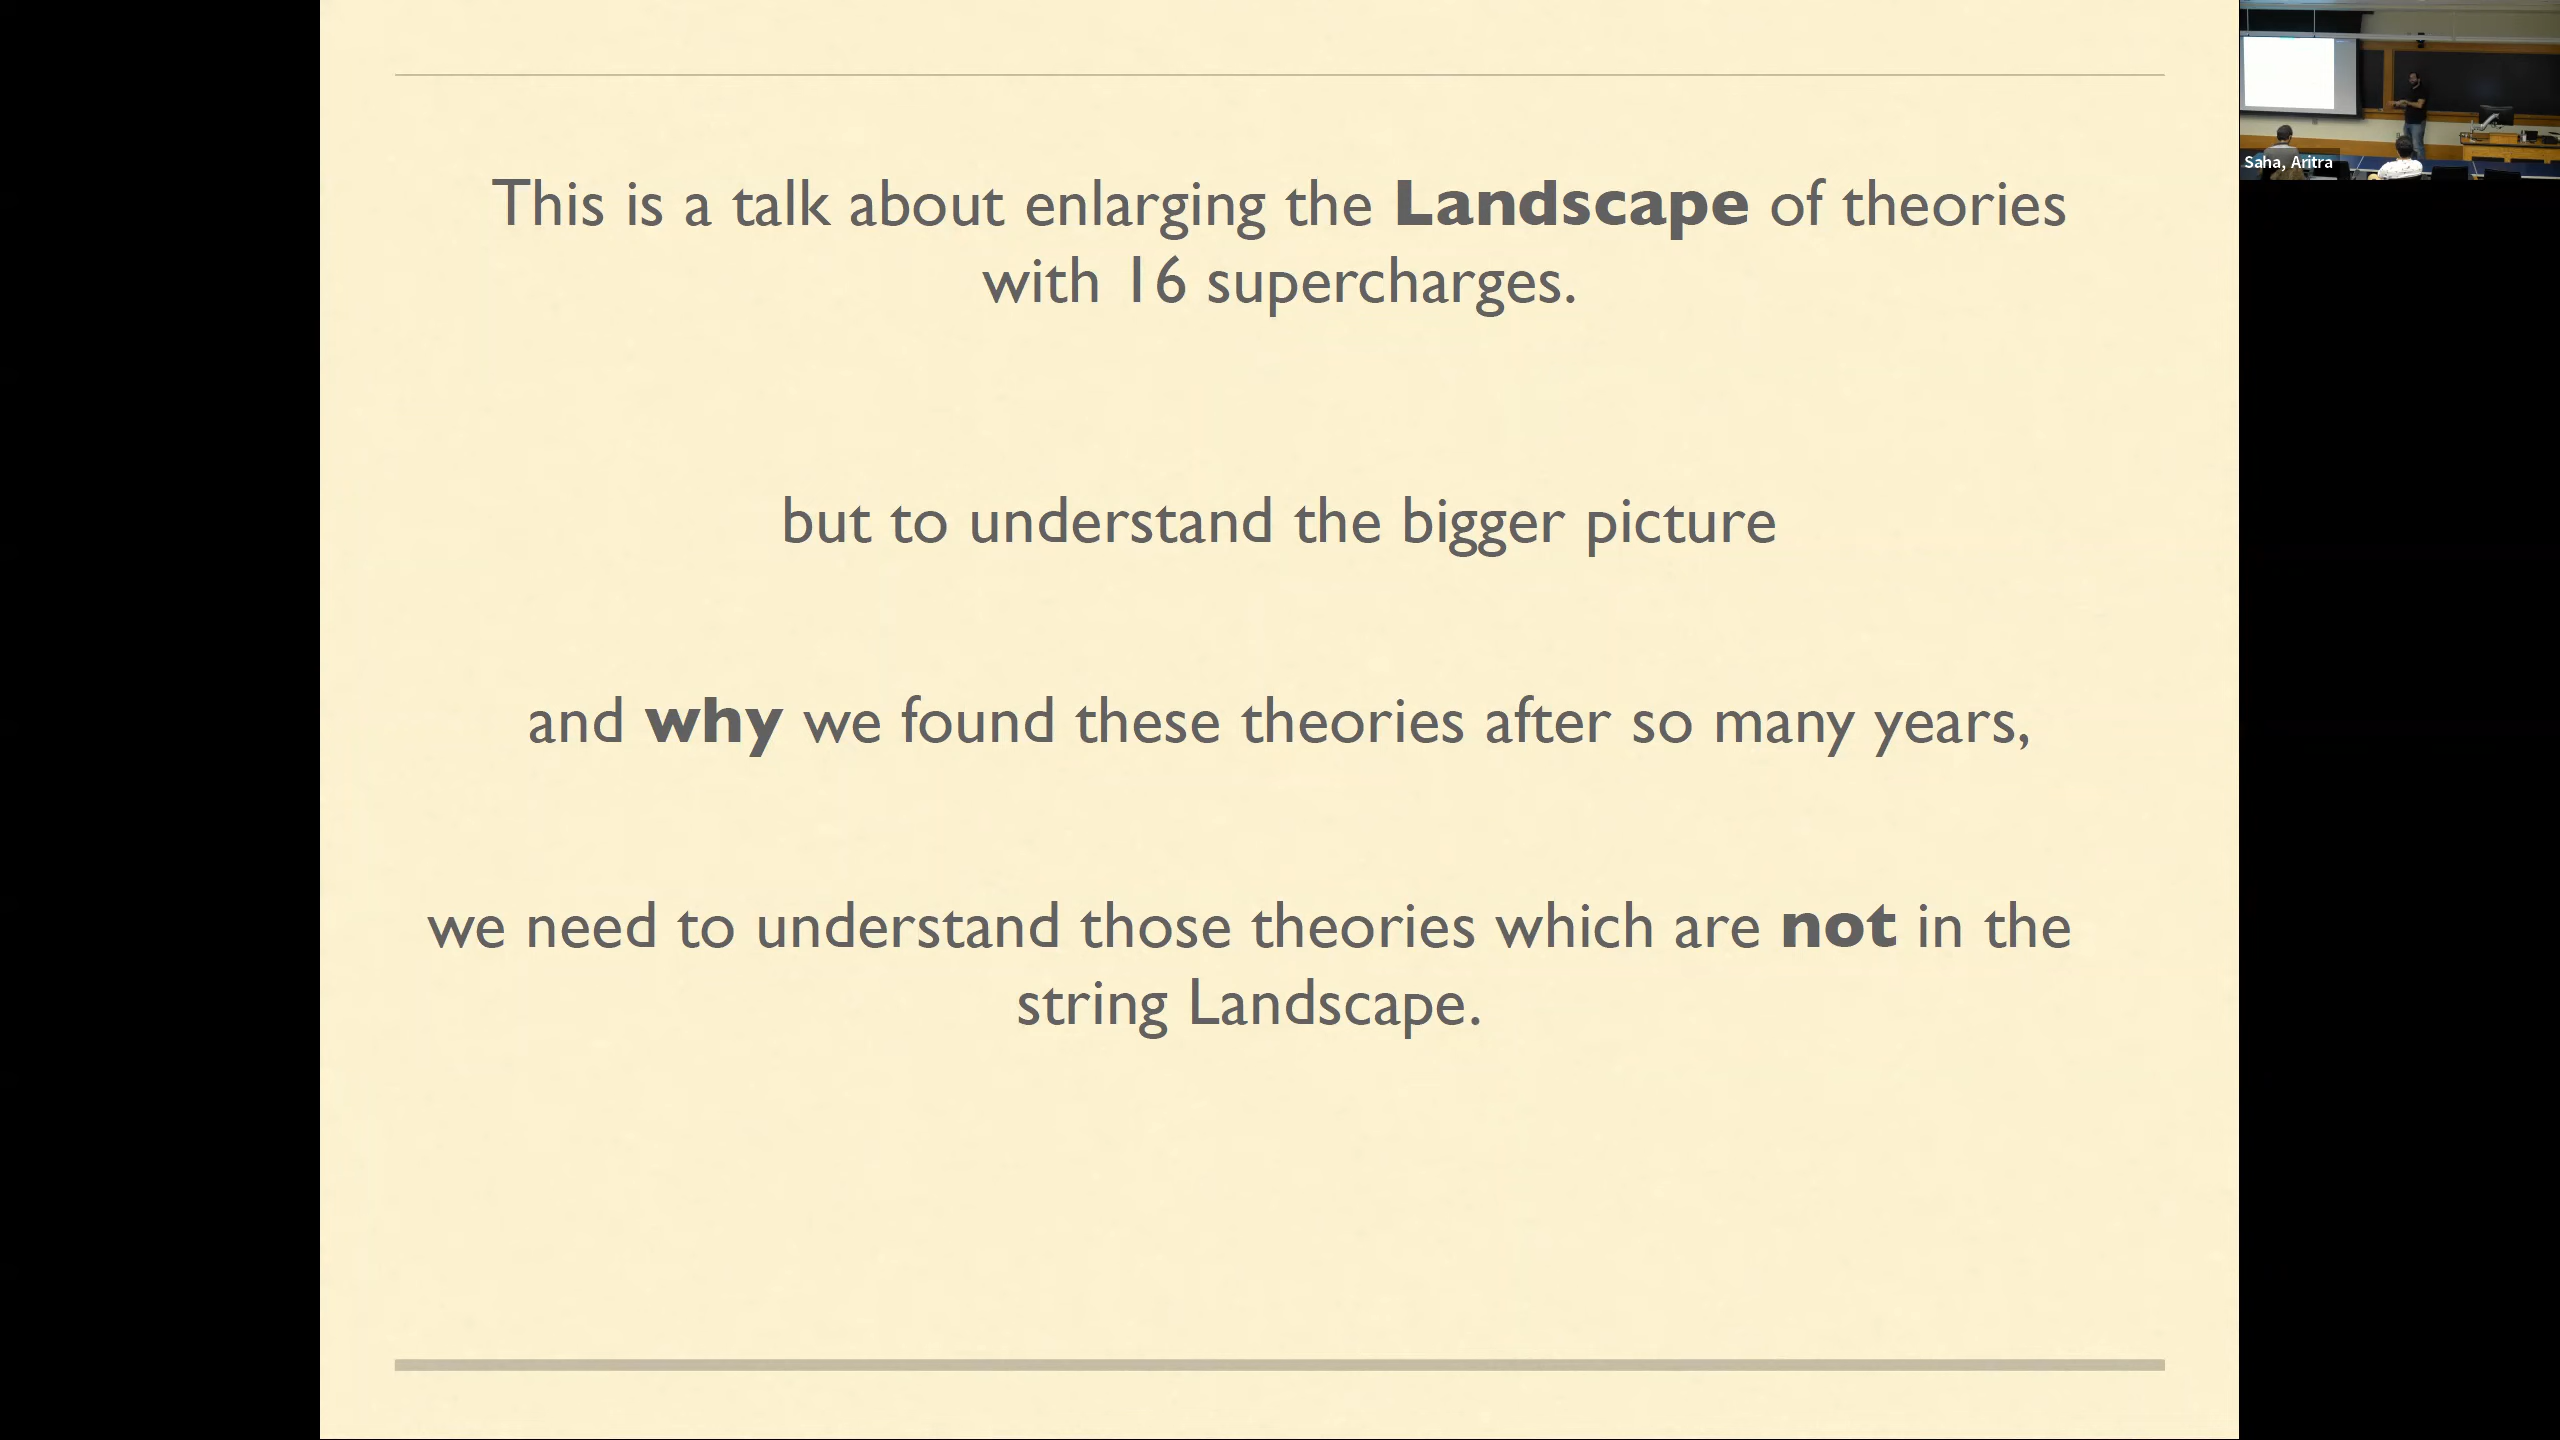 This is a talk about enlarging the Landscape of theories
with 16 supercharges.
but to understand the bigger picture
and why we found these theories after so many years,
we need to understand those theories which are not in the
string Landscape.
Saha, Aritra